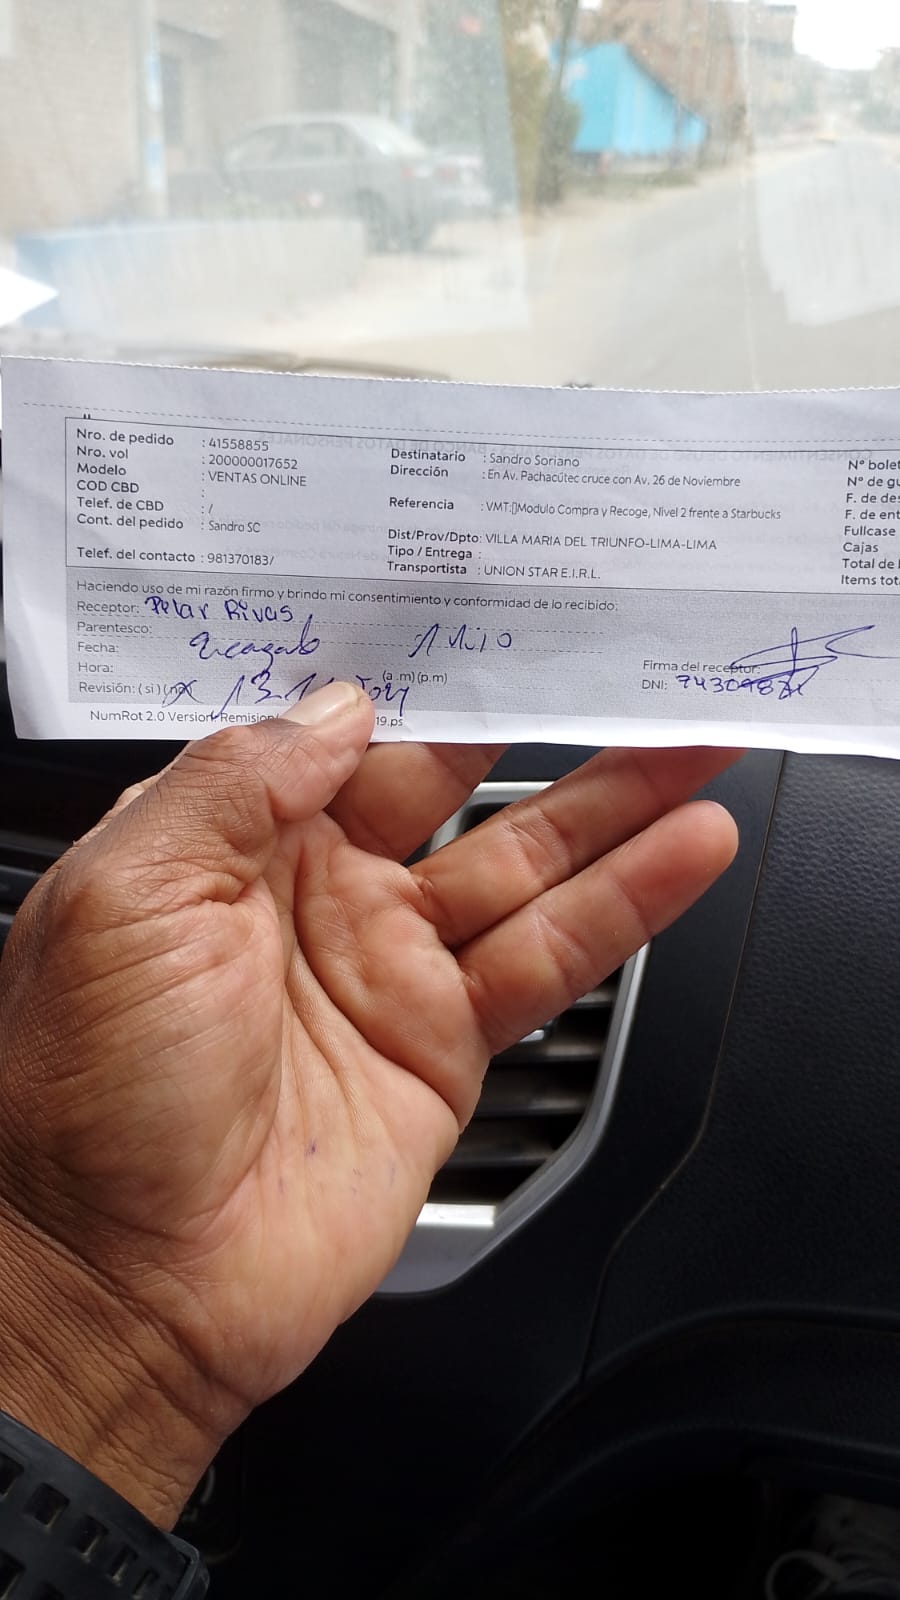 Nro. de pedido : 41558855
Nro. vol : 200000017652
Modelo : VENTAS ONLINE
COD CBD :
Telef. de CBD : /
Cont. del pedido : Sandro SC
Telef. del contacto : 981370183/
Destinatario : Sandro Soriano
Dirección : En Av. Pachacútec cruce con Av. 26 de Noviembre
Referencia : VMT:[]Modulo Compra y Recoge, Nivel 2 frente a Starbucks
Dist/Prov/Dpto: VILLA MARIA DEL TRIUNFO-LIMA-LIMA
Tipo / Entrega :
Transportista : UNION STAR E.I.R.L.
N° bolet
N° de gu
F. de des
F. de ent
Fullcase
Cajas
Total de
Items tot
Haciendo uso de mi razón firmo y brindo mi consentimiento y conformidad de lo recibido:
Receptor: Pelar Rivas
Parentesco:
Fecha:
Hora: (a .m) (p.m)
Revisión: ( si ) ( no)
Firma del receptor:
DNI:
NumRot 2.0 Version Remision 19.ps